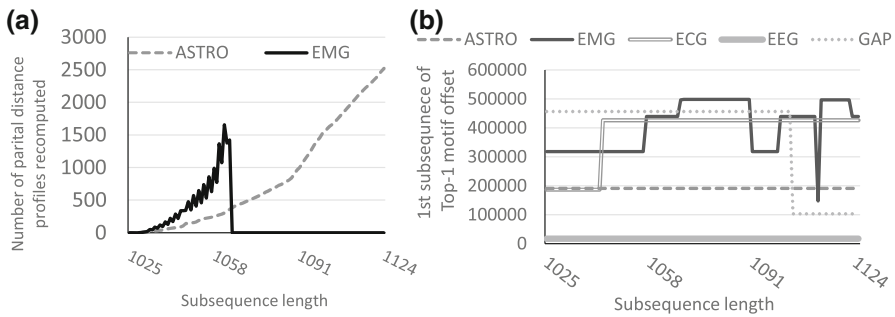 (a)
ASTRO EMG
Number of parital distance
profiles recomputed
3000
2500
2000
1500
1000
500
0
1025 1058 1091 1124
Subsequence length
(b)
ASTRO EMG ECG EEG GAP
1st subsequnece of
Top-1 motif offset
600000
500000
400000
300000
200000
100000
0
1025 1058 1091 1124
Subsequence length